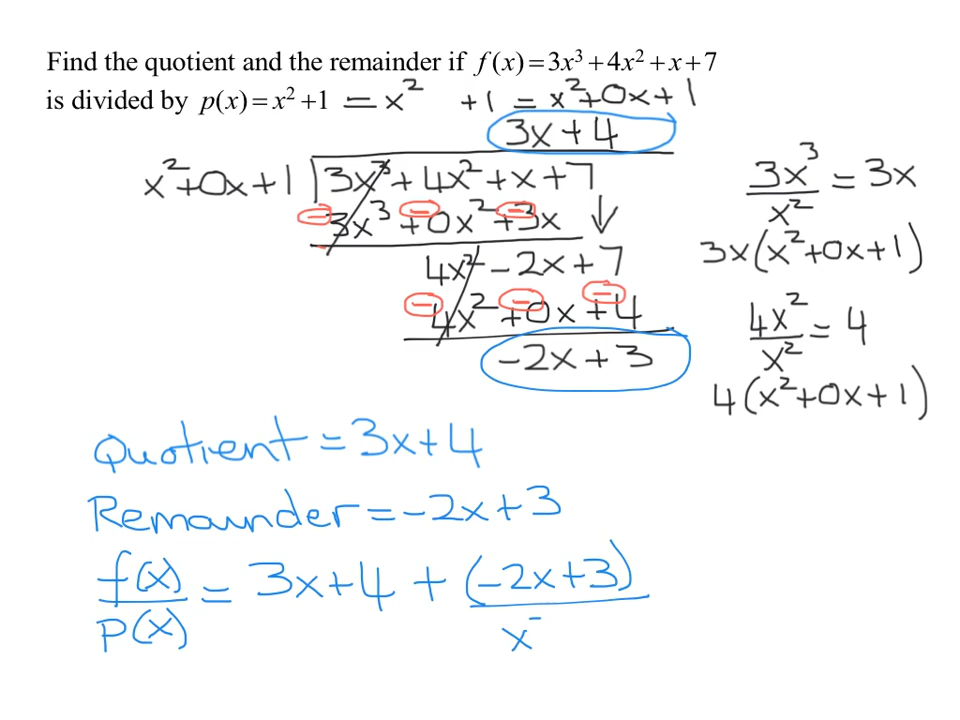 Find the quotient and the remainder if f(x)=3x³+4x²+x+7
is divided by p(x)=x²+1 = x² +1 = x²+0x+1
3x+4
x²+0x+1 3x³+4x²+x+7
- 3x³ +0x² +3x ↓
4x²-2x+7
- 4x² +0x +4
-2x+3
3x³/x² = 3x
3x(x²+0x+1)
4x²/x² = 4
4(x²+0x+1)
Quotient = 3x+4
Remainder = -2x+3
f(x)/p(x) = 3x+4 + (-2x+3)/x